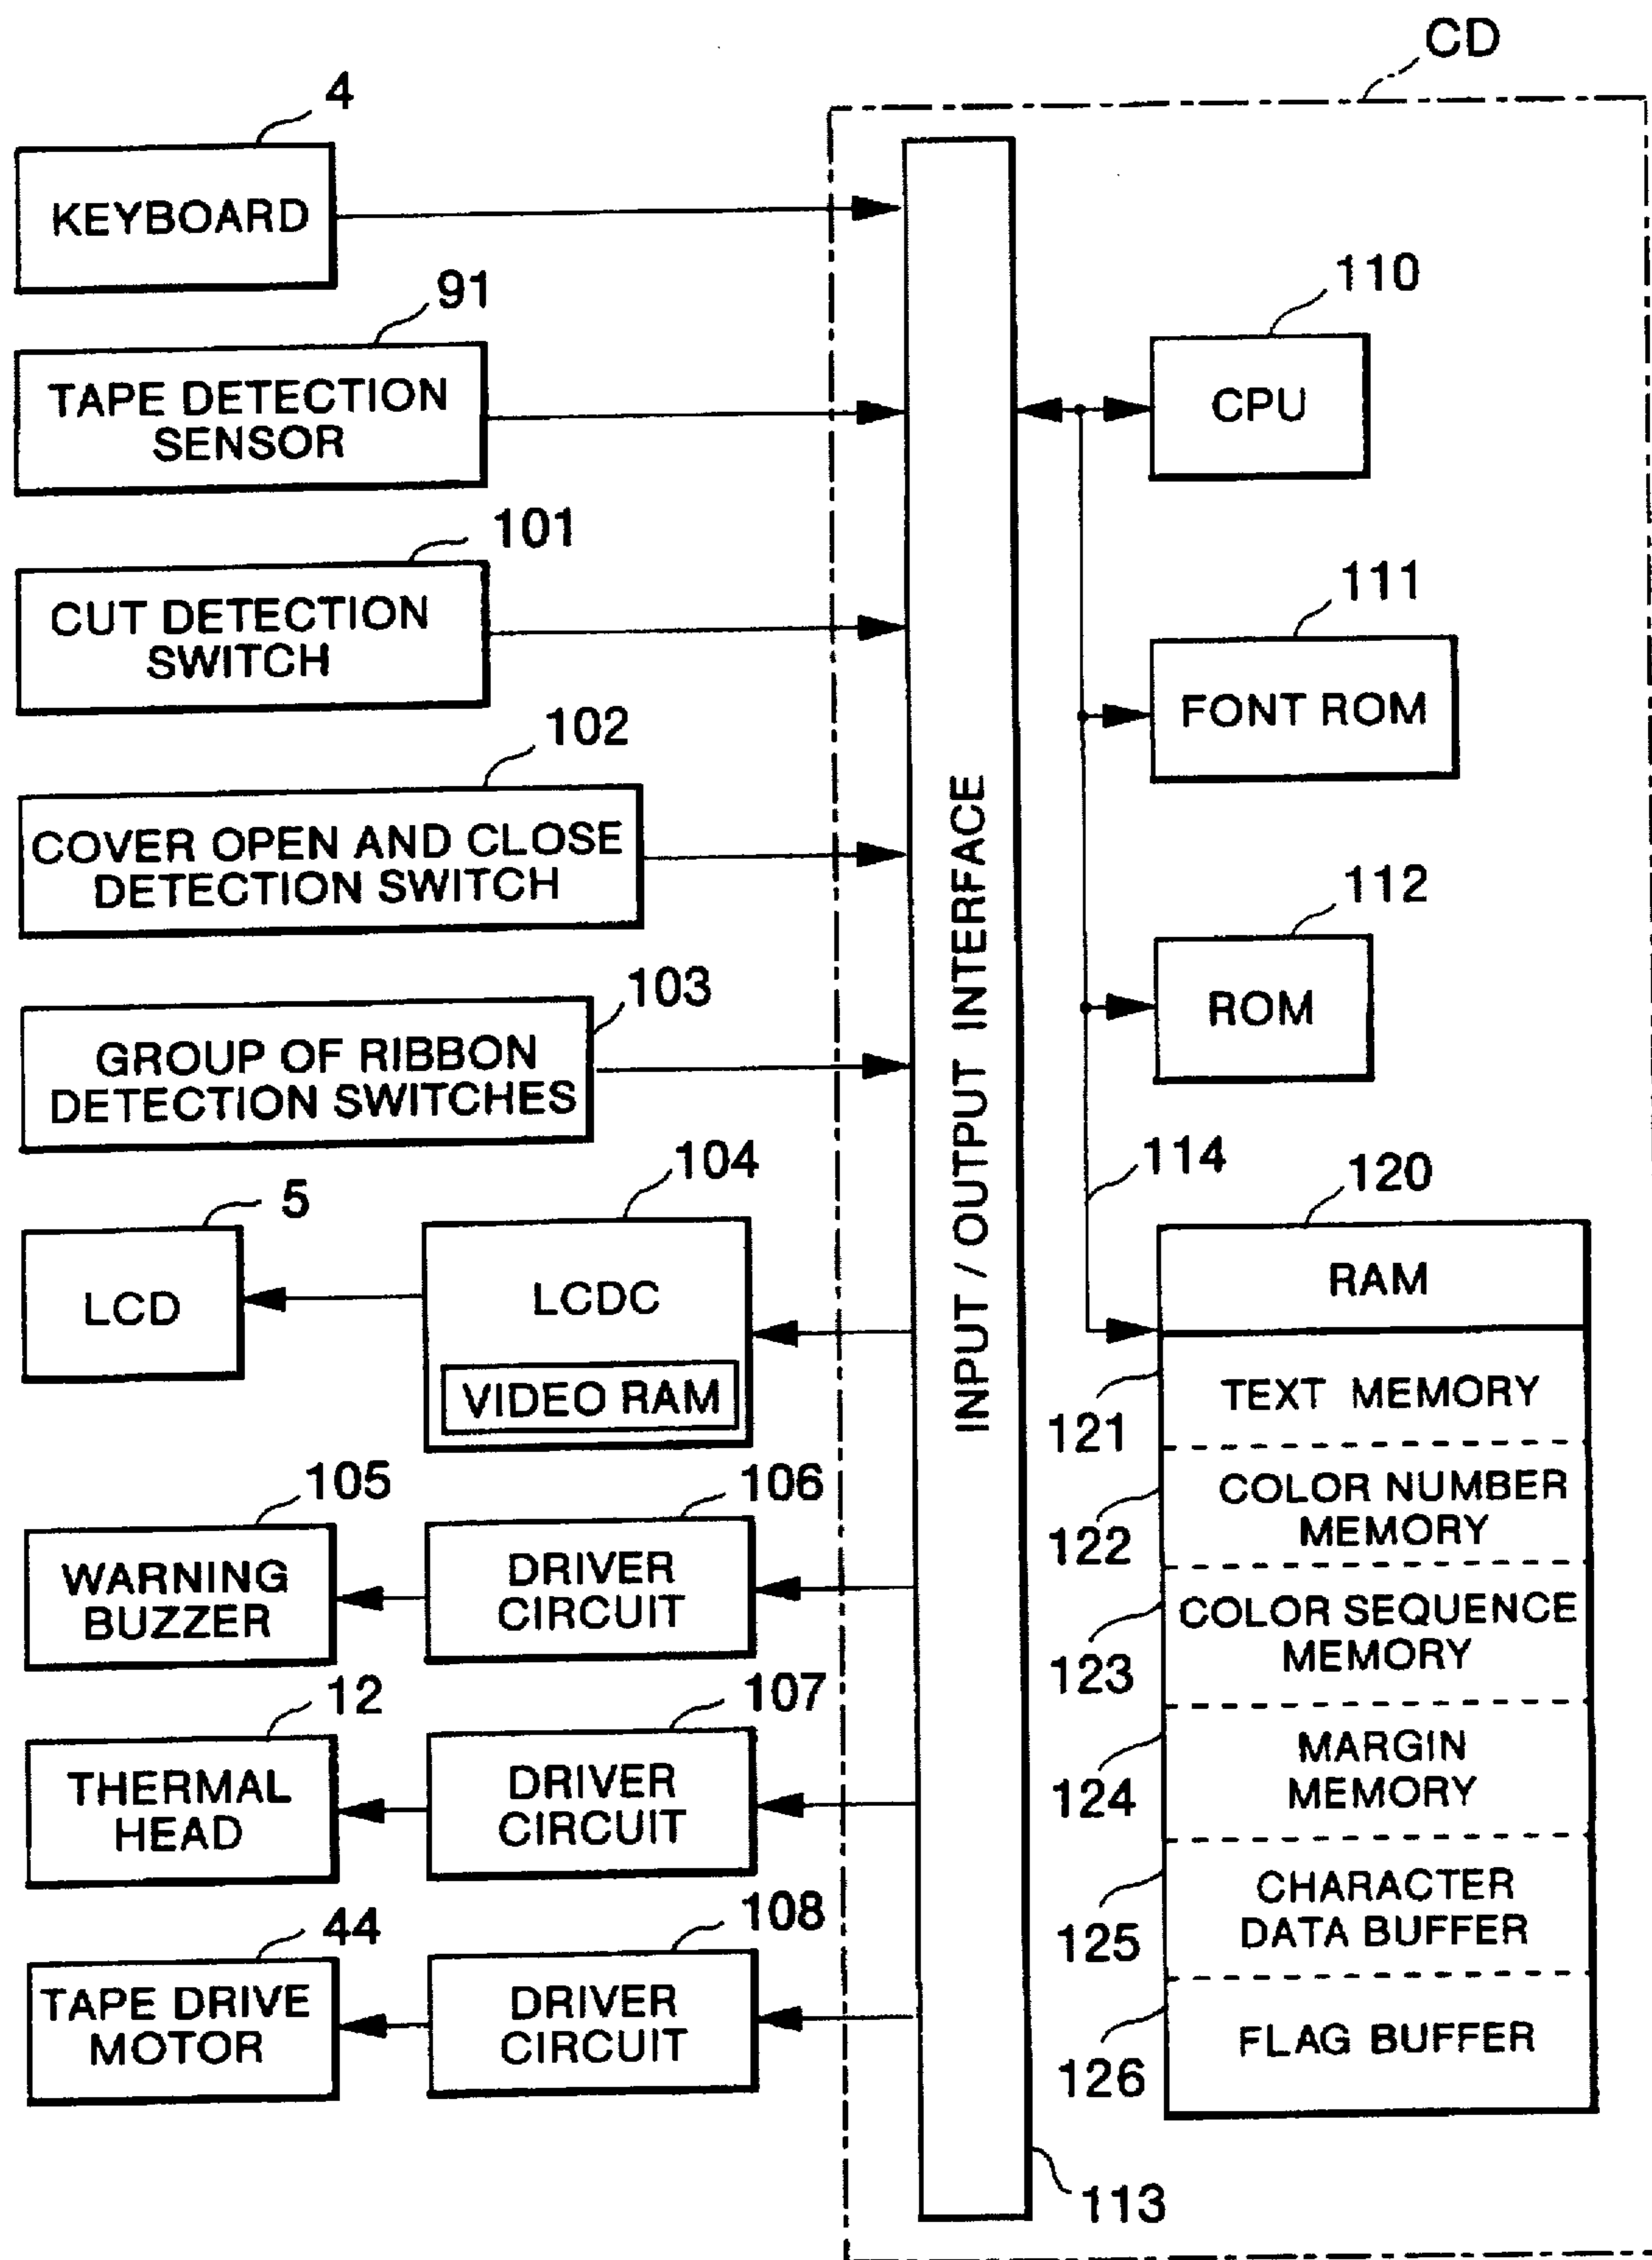 CD
4
KEYBOARD
91
TAPE DETECTION
SENSOR
101
CUT DETECTION
SWITCH
102
COVER OPEN AND CLOSE
DETECTION SWITCH
103
GROUP OF RIBBON
DETECTION SWITCHES
5
LCD
104
LCDC
VIDEO RAM
105
WARNING
BUZZER
106
DRIVER
CIRCUIT
12
THERMAL
HEAD
107
DRIVER
CIRCUIT
44
TAPE DRIVE
MOTOR
108
DRIVER
CIRCUIT
INPUT / OUTPUT INTERFACE
113
110
CPU
111
FONT ROM
112
ROM
114
120
RAM
121
TEXT MEMORY
122
COLOR NUMBER
MEMORY
123
COLOR SEQUENCE
MEMORY
124
MARGIN
MEMORY
125
CHARACTER
DATA BUFFER
126
FLAG BUFFER